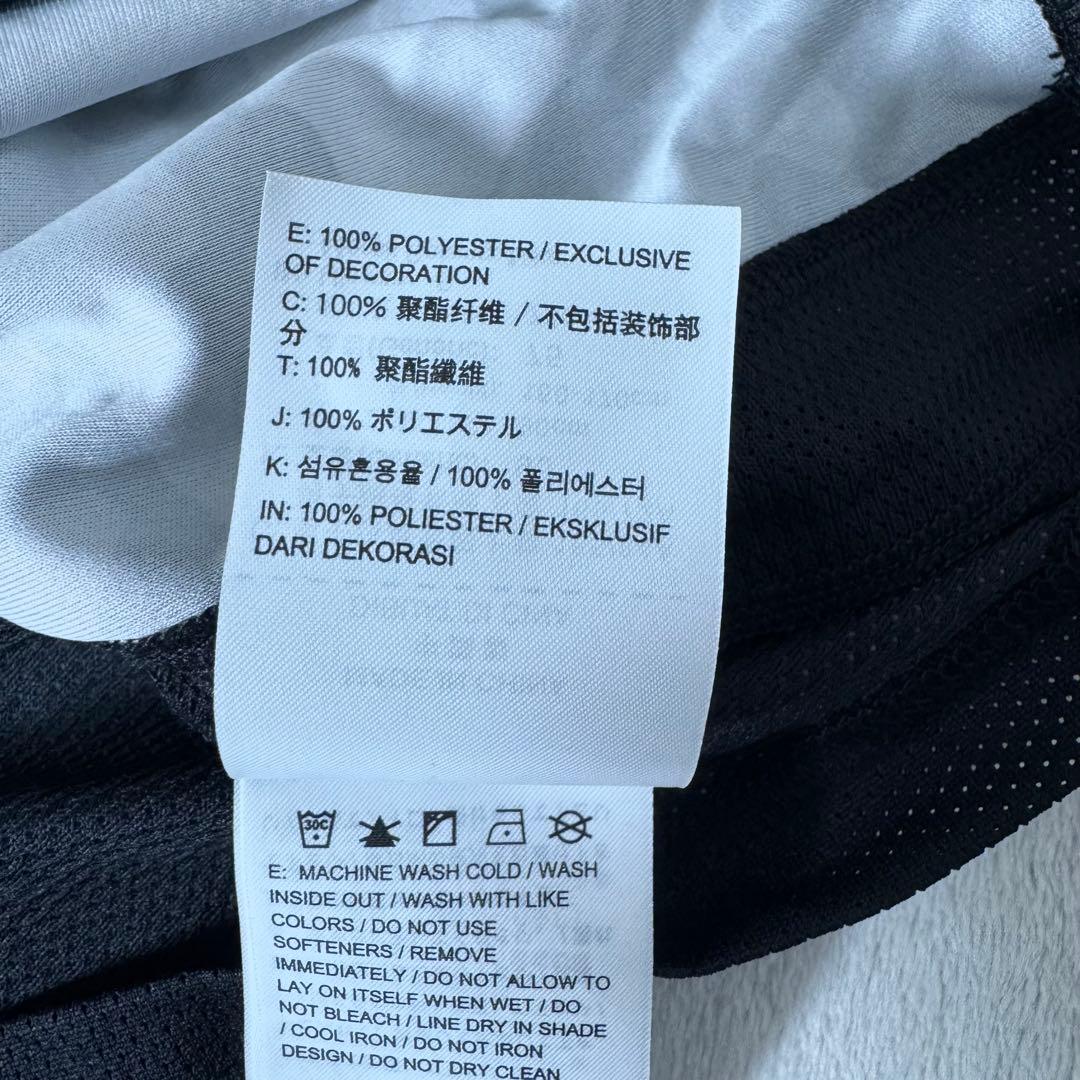 E: 100% POLYESTER / EXCLUSIVE
OF DECORATION
C: 100% 聚酯纤维 / 不包括装饰部
分
T: 100% 聚酯纖維
J: 100% ポリエステル
K: 섬유혼용율 / 100% 폴리에스터
IN: 100% POLIESTER / EKSKLUSIF
DARI DEKORASI
30C
E: MACHINE WASH COLD / WASH
INSIDE OUT / WASH WITH LIKE
COLORS / DO NOT USE
SOFTENERS / REMOVE
IMMEDIATELY / DO NOT ALLOW TO
LAY ON ITSELF WHEN WET / DO
NOT BLEACH / LINE DRY IN SHADE
/ COOL IRON / DO NOT IRON
DESIGN / DO NOT DRY CLEAN